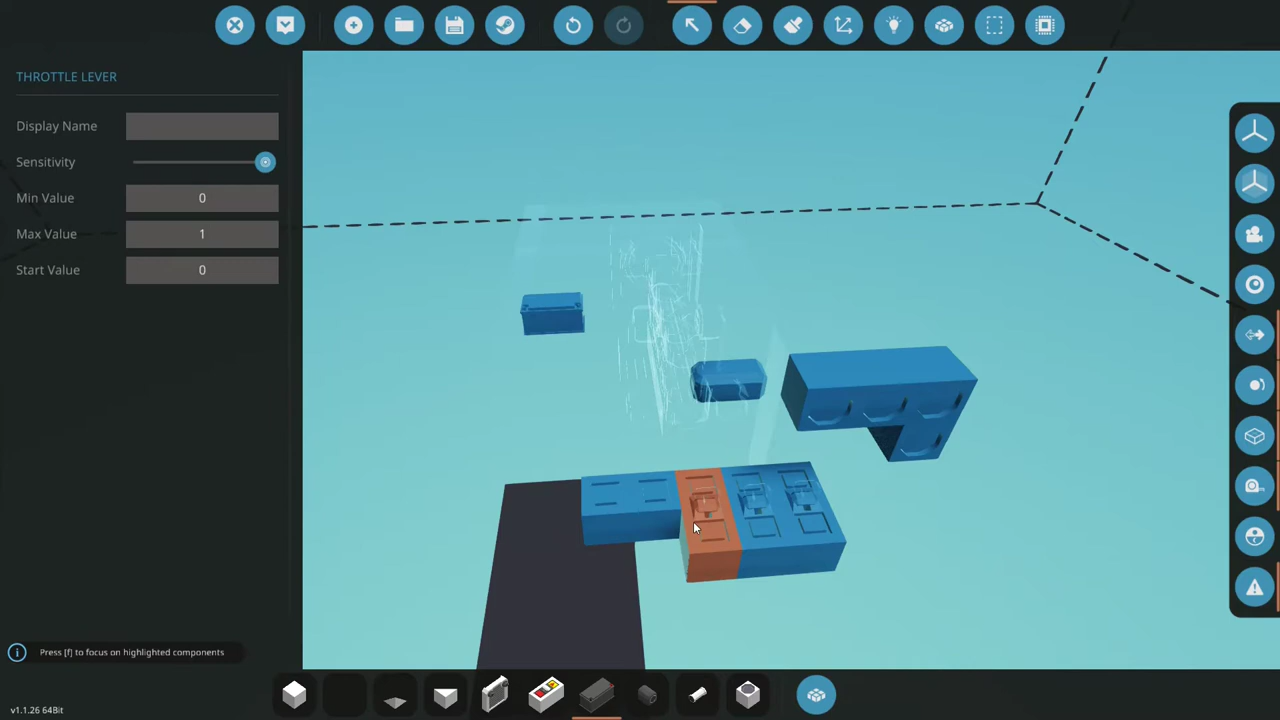 THROTTLE LEVER
Display Name
Sensitivity
Min Value 0
Max Value 1
Start Value 0
Press [f] to focus on highlighted components
v1.1.26 64Bit